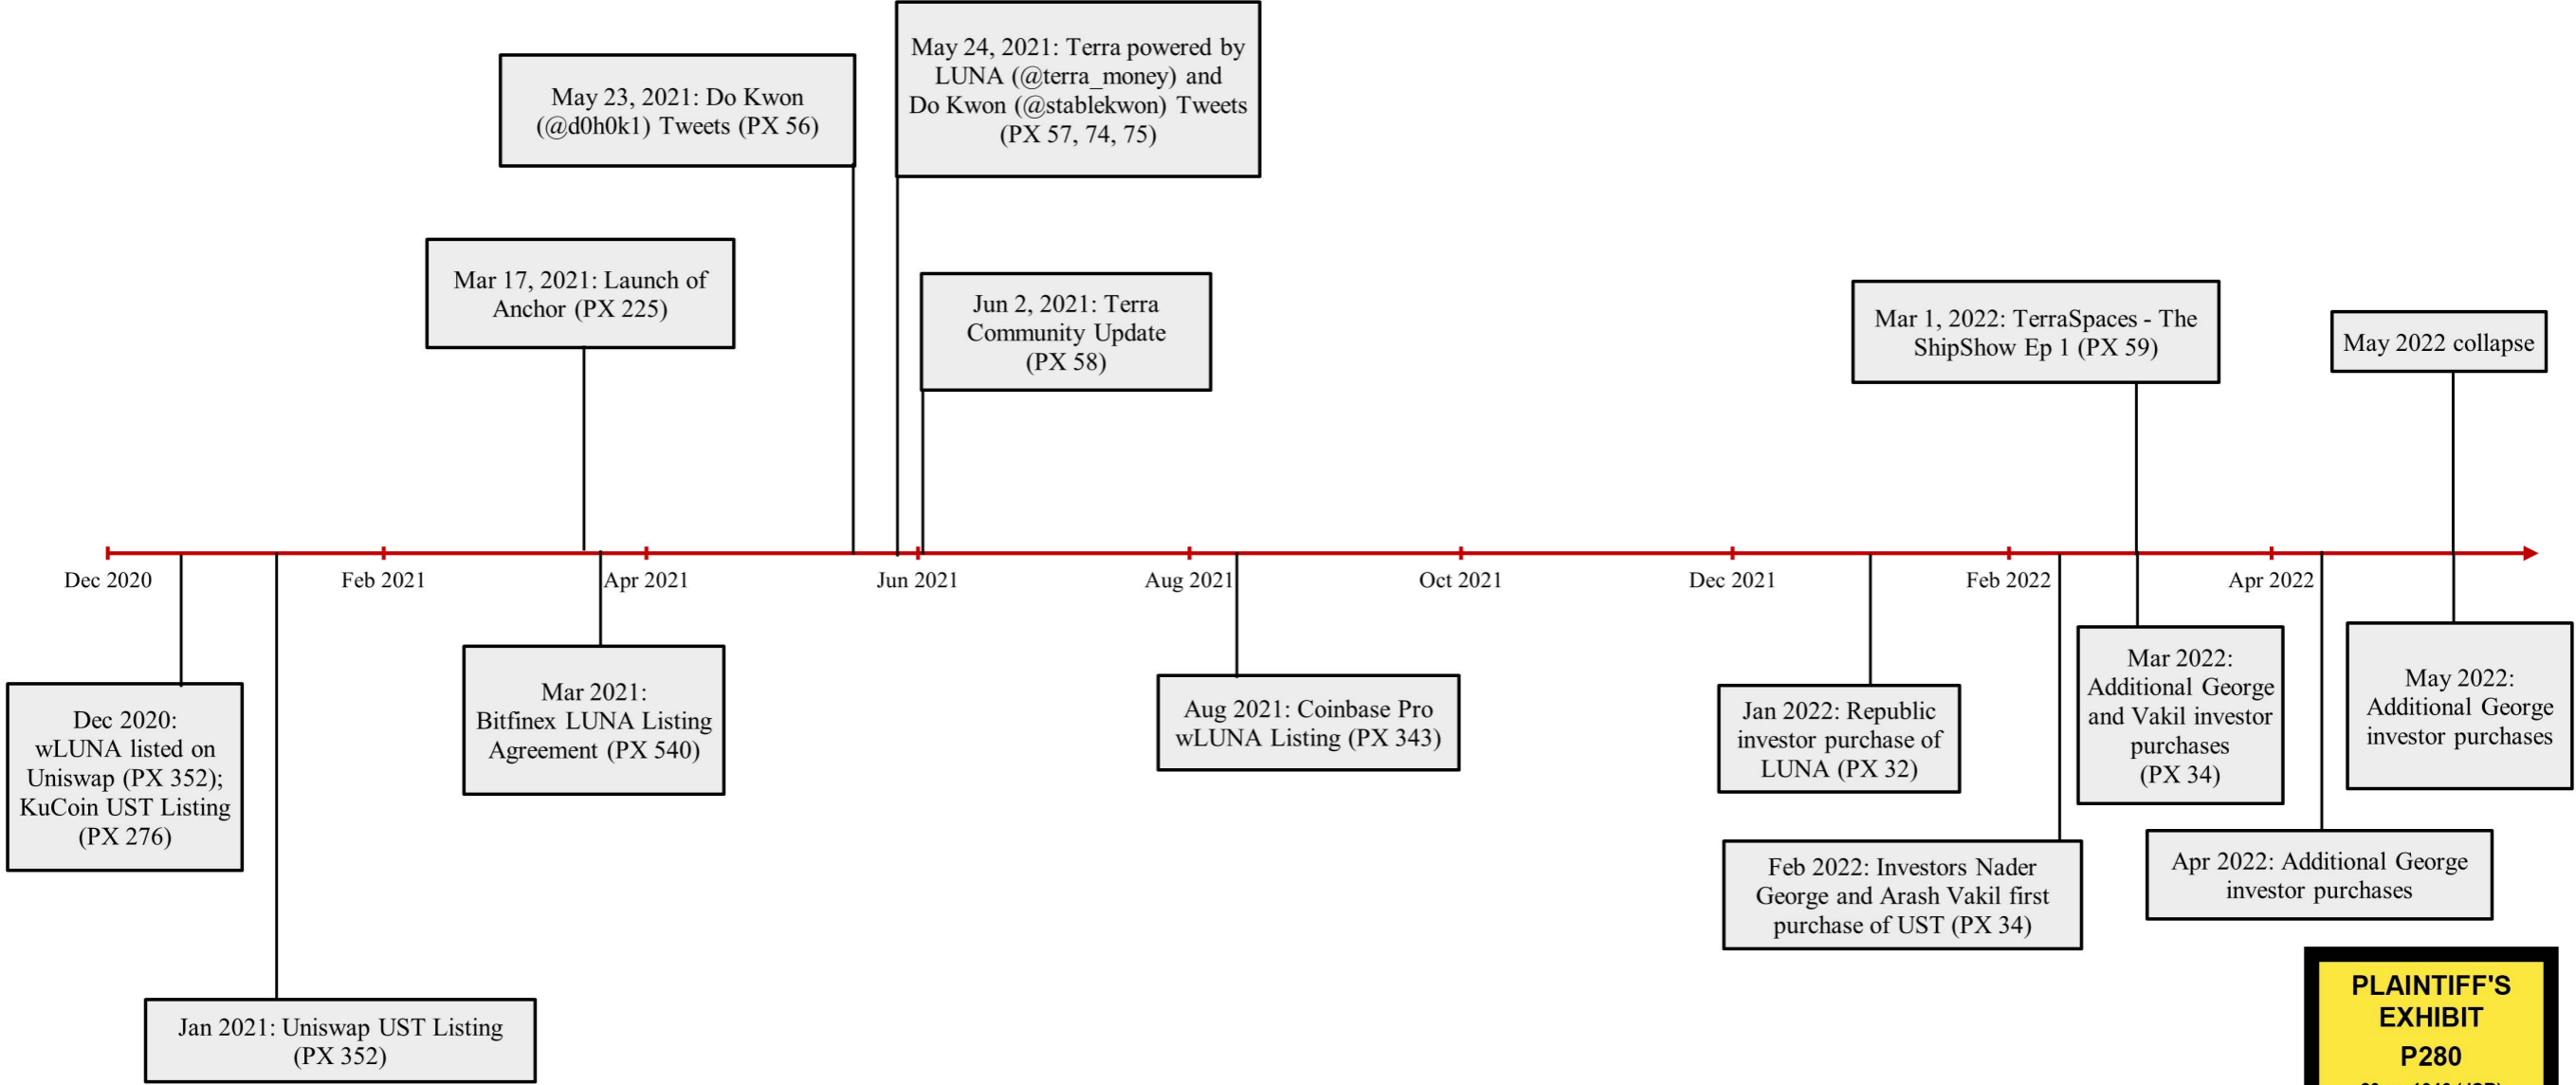 May 24, 2021: Terra powered by
LUNA (@terra_money) and
Do Kwon (@stablekwon) Tweets
(PX 57, 74, 75)
May 23, 2021: Do Kwon
(@d0h0k1) Tweets (PX 56)
Mar 17, 2021: Launch of
Anchor (PX 225)
Jun 2, 2021: Terra
Community Update
(PX 58)
Mar 1, 2022: TerraSpaces - The
ShipShow Ep 1 (PX 59)
May 2022 collapse
Dec 2020
Feb 2021
Apr 2021
Jun 2021
Aug 2021
Oct 2021
Dec 2021
Feb 2022
Apr 2022
Dec 2020:
wLUNA listed on
Uniswap (PX 352);
KuCoin UST Listing
(PX 276)
Mar 2021:
Bitfinex LUNA Listing
Agreement (PX 540)
Aug 2021: Coinbase Pro
wLUNA Listing (PX 343)
Jan 2022: Republic
investor purchase of
LUNA (PX 32)
Mar 2022:
Additional George
and Vakil investor
purchases
(PX 34)
May 2022:
Additional George
investor purchases
Feb 2022: Investors Nader
George and Arash Vakil first
purchase of UST (PX 34)
Apr 2022: Additional George
investor purchases
Jan 2021: Uniswap UST Listing
(PX 352)
PLAINTIFF'S
EXHIBIT
P280